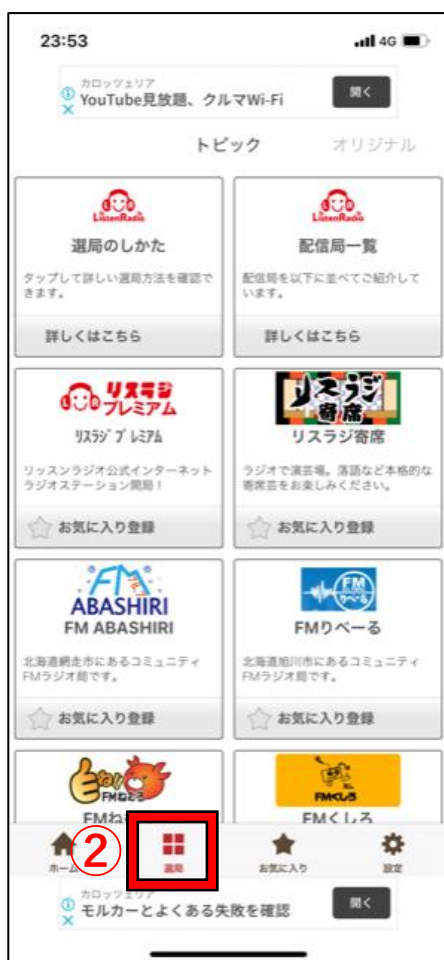 23:53
4G
カロッツェリア
YouTube見放題、クルマWi-Fi
開く
トピック
オリジナル
ListenRadio
選局のしかた
タップして詳しい選局方法を確認で
きます。
詳しくはこちら
ListenRadio
配信局一覧
配信局を以下に並べてご紹介して
います。
詳しくはこちら
リスラジ
プレミアム
リスラジ プレミアム
リッスンラジオ公式インターネット
ラジオステーション開局！
お気に入り登録
リスラジ
寄席
リスラジ寄席
ラジオで演芸場。落語など本格的な
寄席芸をお楽しみください。
お気に入り登録
FM
ABASHIRI
FM ABASHIRI
北海道網走市にあるコミュニティ
FMラジオ局です。
お気に入り登録
FM
りべーる
FMりべーる
北海道旭川市にあるコミュニティ
FMラジオ局です。
お気に入り登録
FMねむろ
FMくしろ
FMくしろ
②
ホーム
選局
お気に入り
設定
カロッツェリア
モルカーとよくある失敗を確認
開く